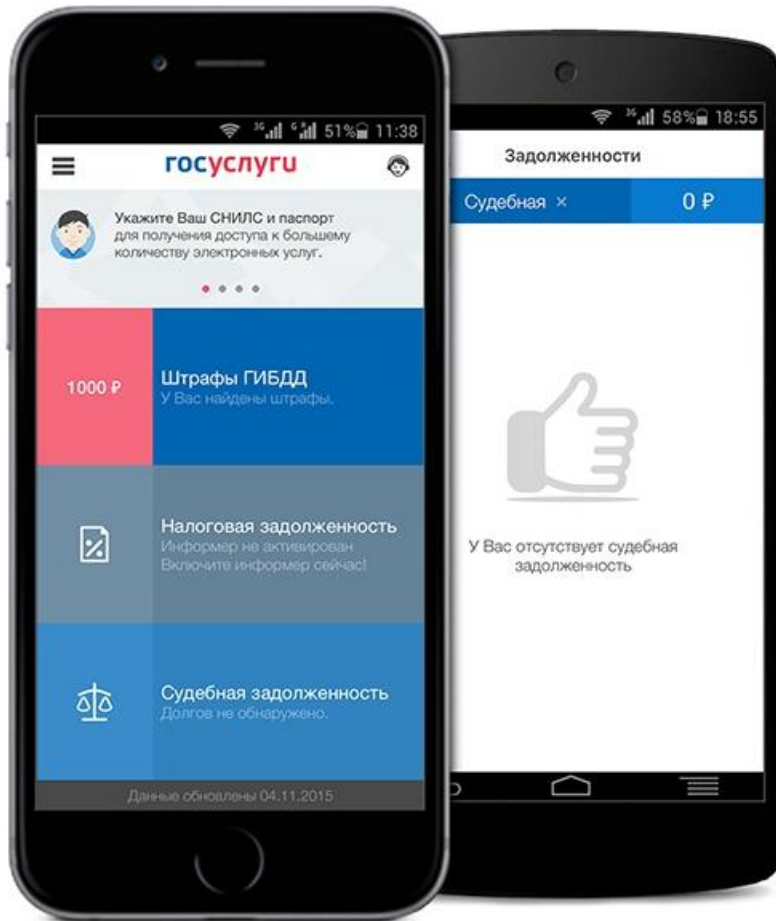 3G G 51% 11:38
госуслуги
Укажите Ваш СНИЛС и паспорт
для получения доступа к большему
количеству электронных услуг.
1000 ₽
Штрафы ГИБДД
У Вас найдены штрафы.
Налоговая задолженность
Информер не активирован
Включите информер сейчас!
Судебная задолженность
Долгов не обнаружено.
Данные обновлены 04.11.2015
3G 58% 18:55
Задолженности
Судебная × 0 ₽
У Вас отсутствует судебная
задолженность